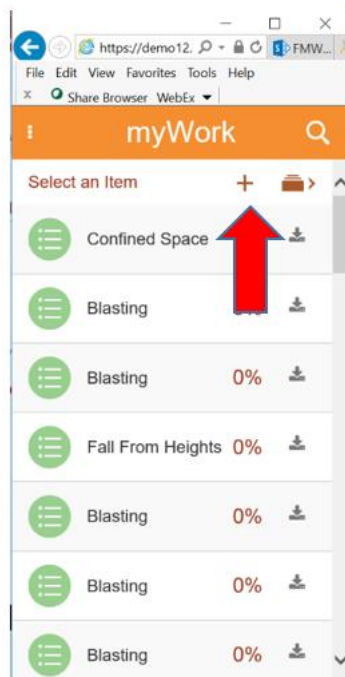 https://demo12.
FMW...
File Edit View Favorites Tools Help
x Share Browser WebEx
myWork
Select an Item
Confined Space
Blasting
Blasting 0%
Fall From Heights 0%
Blasting 0%
Blasting 0%
Blasting 0%